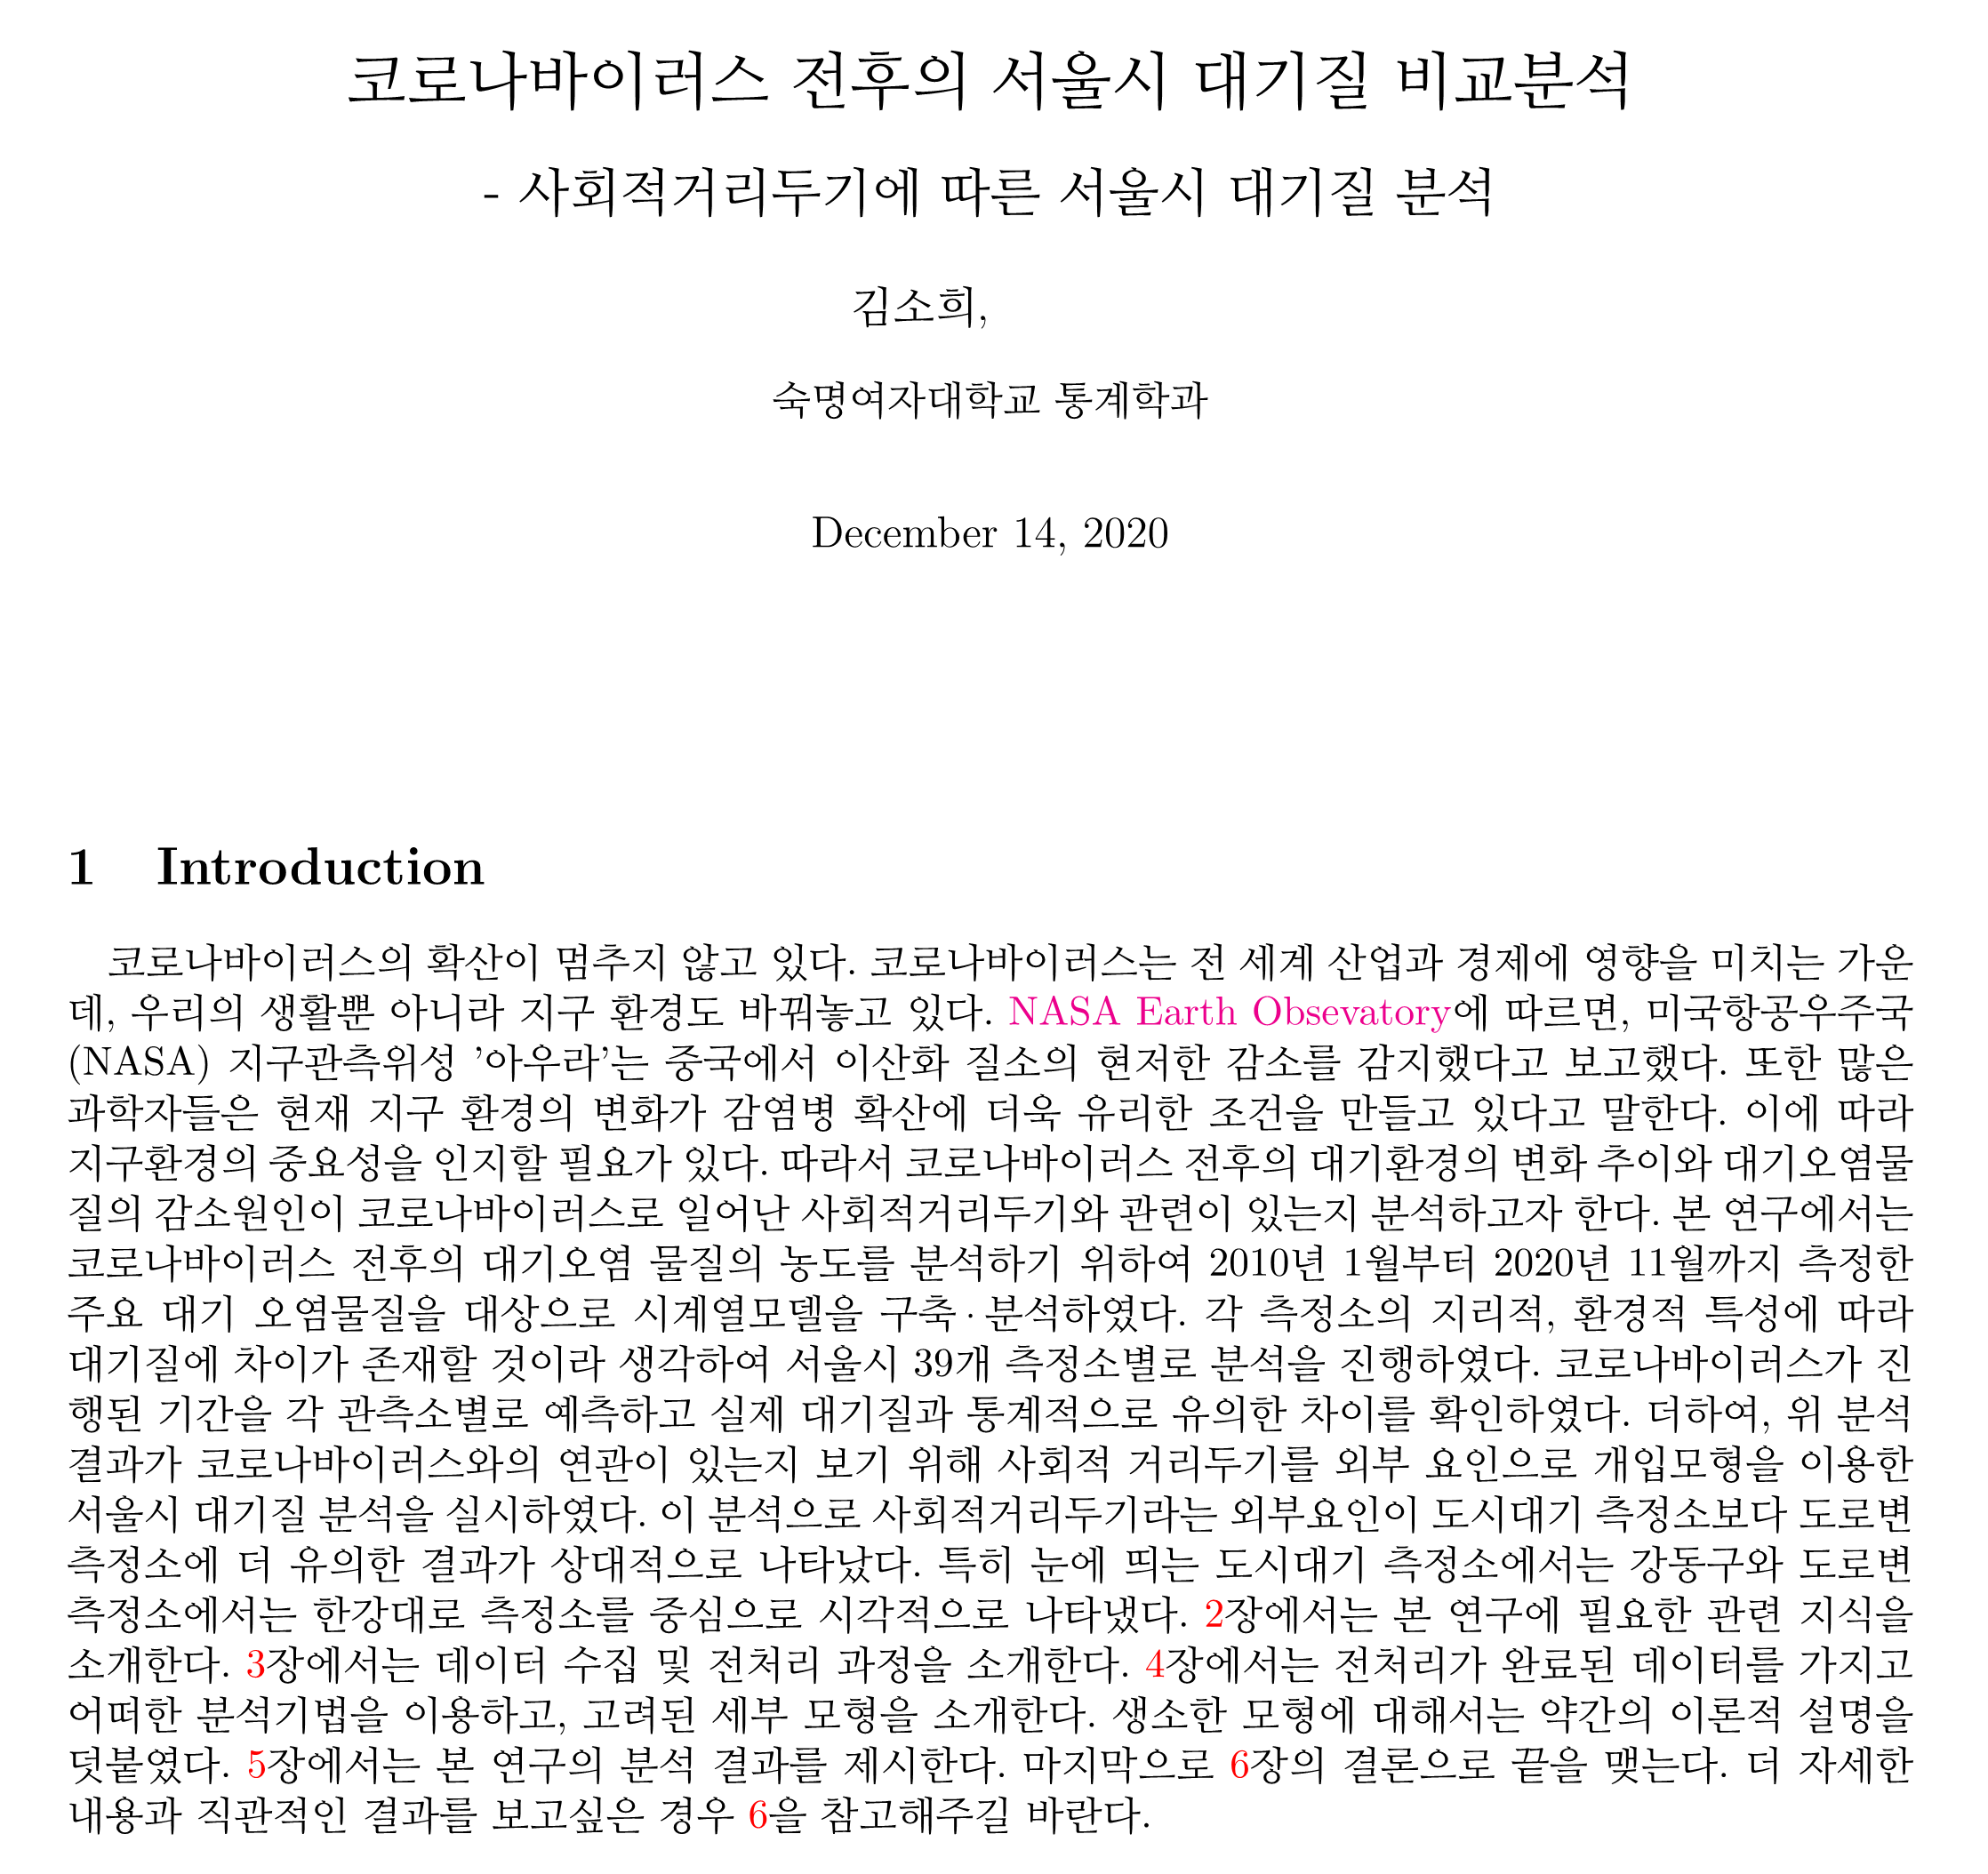 코로나바이러스 전후의 서울시 대기질 비교분석
- 사회적거리두기에 따른 서울시 대기질 분석
김소희,
숙명여자대학교 통계학과
December 14, 2020
1 Introduction
코로나바이러스의 확산이 멈추지 않고 있다. 코로나바이러스는 전 세계 산업과 경제에 영향을 미치는 가운
데, 우리의 생활뿐 아니라 지구 환경도 바꿔놓고 있다. NASA Earth Obsevatory에 따르면, 미국항공우주국
(NASA) 지구관측위성 ’아우라’는 중국에서 이산화 질소의 현저한 감소를 감지했다고 보고했다. 또한 많은
과학자들은 현재 지구 환경의 변화가 감염병 확산에 더욱 유리한 조건을 만들고 있다고 말한다. 이에 따라
지구환경의 중요성을 인지할 필요가 있다. 따라서 코로나바이러스 전후의 대기환경의 변화 추이와 대기오염물
질의 감소원인이 코로나바이러스로 일어난 사회적거리두기와 관련이 있는지 분석하고자 한다. 본 연구에서는
코로나바이러스 전후의 대기오염 물질의 농도를 분석하기 위하여 2010년 1월부터 2020년 11월까지 측정한
주요 대기 오염물질을 대상으로 시계열모델을 구축·분석하였다. 각 측정소의 지리적, 환경적 특성에 따라
대기질에 차이가 존재할 것이라 생각하여 서울시 39개 측정소별로 분석을 진행하였다. 코로나바이러스가 진
행된 기간을 각 관측소별로 예측하고 실제 대기질과 통계적으로 유의한 차이를 확인하였다. 더하여, 위 분석
결과가 코로나바이러스와의 연관이 있는지 보기 위해 사회적 거리두기를 외부 요인으로 개입모형을 이용한
서울시 대기질 분석을 실시하였다. 이 분석으로 사회적거리두기라는 외부요인이 도시대기 측정소보다 도로변
측정소에 더 유의한 결과가 상대적으로 나타났다. 특히 눈에 띄는 도시대기 측정소에서는 강동구와 도로변
측정소에서는 한강대로 측정소를 중심으로 시각적으로 나타냈다. 2장에서는 본 연구에 필요한 관련 지식을
소개한다. 3장에서는 데이터 수집 및 전처리 과정을 소개한다. 4장에서는 전처리가 완료된 데이터를 가지고
어떠한 분석기법을 이용하고, 고려된 세부 모형을 소개한다. 생소한 모형에 대해서는 약간의 이론적 설명을
덧붙였다. 5장에서는 본 연구의 분석 결과를 제시한다. 마지막으로 6장의 결론으로 끝을 맺는다. 더 자세한
내용과 직관적인 결과를 보고싶은 경우 6을 참고해주길 바란다.